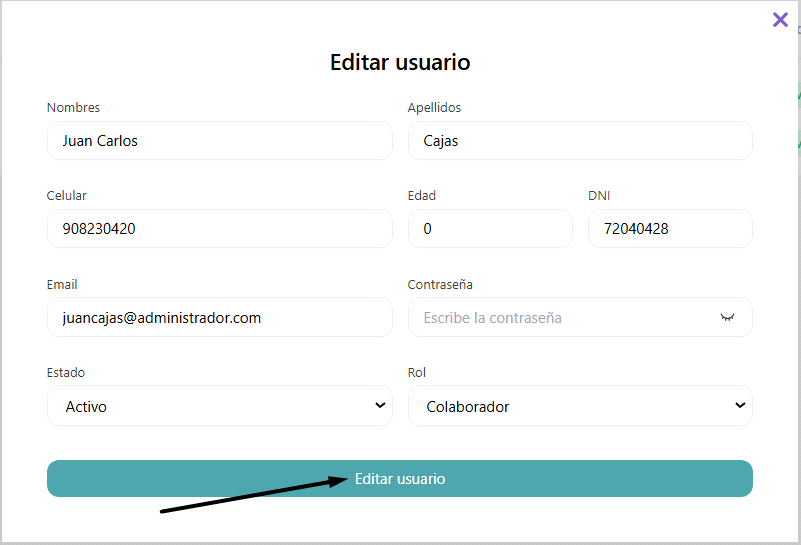 Editar usuario
Nombres
Apellidos
Juan Carlos
Cajas
Celular
Edad
DNI
908230420
0
72040428
Email
Contraseña
juancajas@administrador.com
Escribe la contraseña
Estado
Rol
Activo
Colaborador
Editar usuario